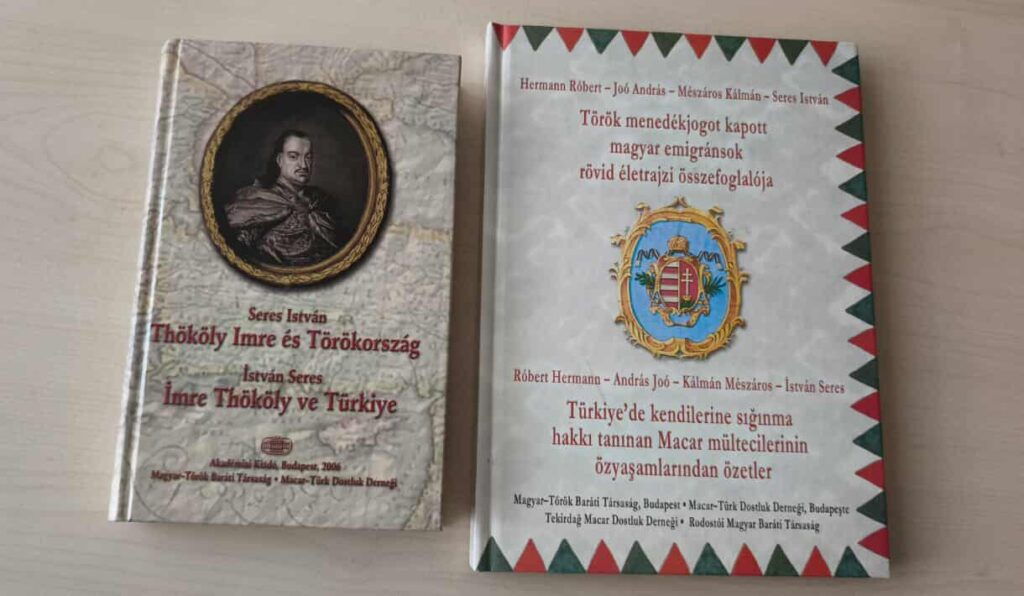 Seres István
Thököly Imre és Törökország
İstván Seres
İmre Thököly ve Türkiye
Akadémiai Kiadó, Budapest, 2006
Magyar–Török Baráti Társaság • Macar–Türk Dostluk Derneği
Hermann Róbert – Joó András – Mészáros Kálmán – Seres István
Török menedékjogot kapott
magyar emigránsok
rövid életrajzi összefoglalója
Róbert Hermann – András Joó – Kálmán Mészáros – İstván Seres
Türkiye'de kendilerine sığınma
hakkı tanınan Macar mültecilerinin
özyaşamlarından özetler
Magyar–Török Baráti Társaság, Budapest • Macar–Türk Dostluk Derneği, Budapeşte
Tekirdağ Macar Dostluk Derneği • Rodostói Magyar Baráti Társaság